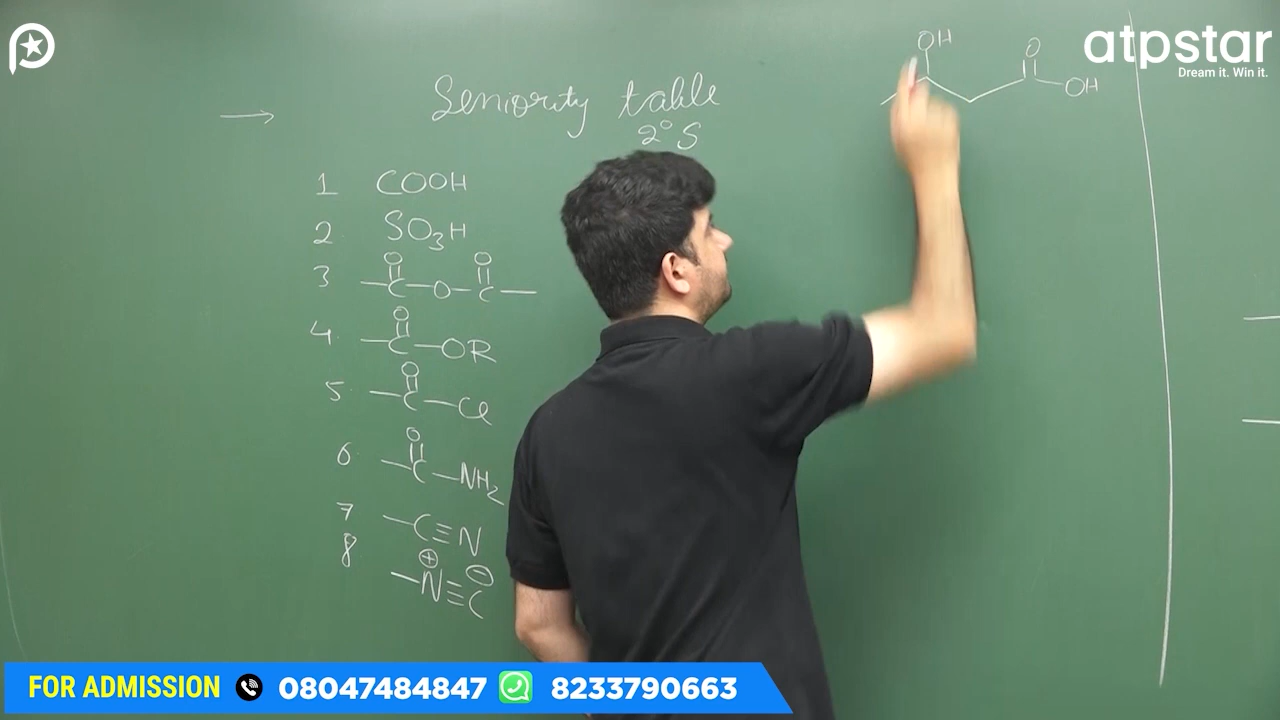 atpstar
Dream it. Win it.
Seniority table
2° S
1 COOH
2 SO₃H
3 O O
—C—O—C—
4. O
—C—OR
5. O
—C—Cl
6. O
—C—NH₂
7 —C≡N
8 ⊕ ⊖
—N≡C
OH O
OH
FOR ADMISSION 08047484847 8233790663